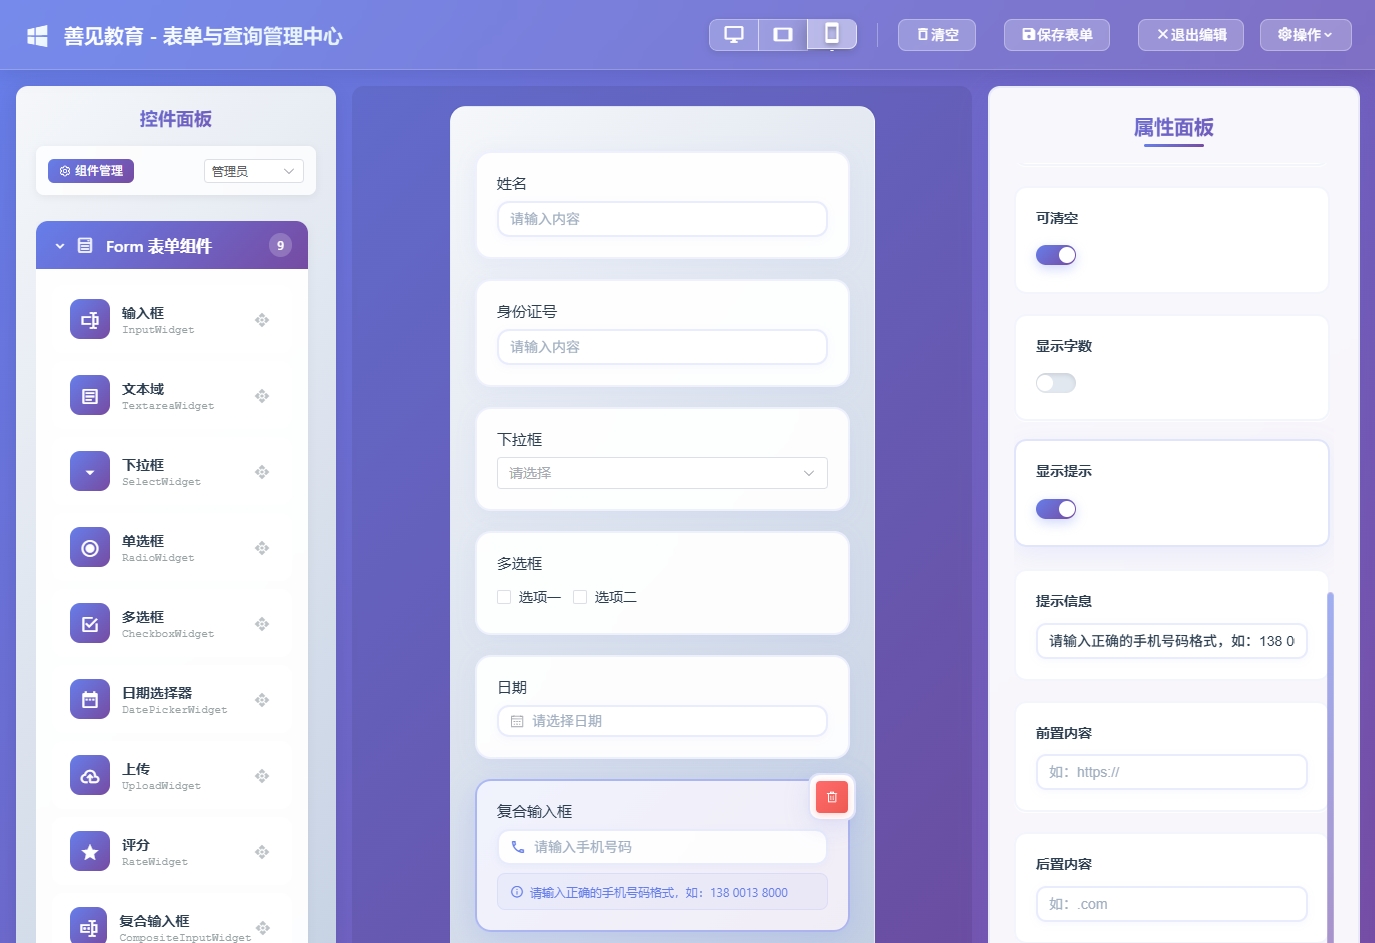 善见教育 - 表单与查询管理中心
清空
保存表单
退出编辑
操作
控件面板
组件管理
管理员
Form 表单组件
9
输入框
InputWidget
文本域
TextareaWidget
下拉框
SelectWidget
单选框
RadioWidget
多选框
CheckboxWidget
日期选择器
DatePickerWidget
上传
UploadWidget
评分
RateWidget
复合输入框
CompositeInputWidget
姓名
请输入内容
身份证号
请输入内容
下拉框
请选择
多选框
选项一
选项二
日期
请选择日期
复合输入框
请输入手机号码
请输入正确的手机号码格式，如：138 0013 8000
属性面板
可清空
显示字数
显示提示
提示信息
请输入正确的手机号码格式，如：138 0
前置内容
如：https://
后置内容
如：.com